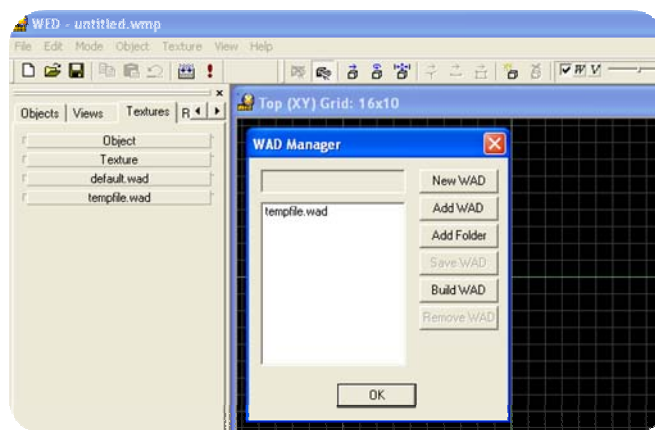 WED - untitled.wmp
File Edit Mode Object Texture View Help
Objects Views Textures R
Top (XY) Grid: 16x10
Object
Texture
default.wad
tempfile.wad
WAD Manager
New WAD
tempfile.wad
Add WAD
Add Folder
Save WAD
Build WAD
Remove WAD
OK